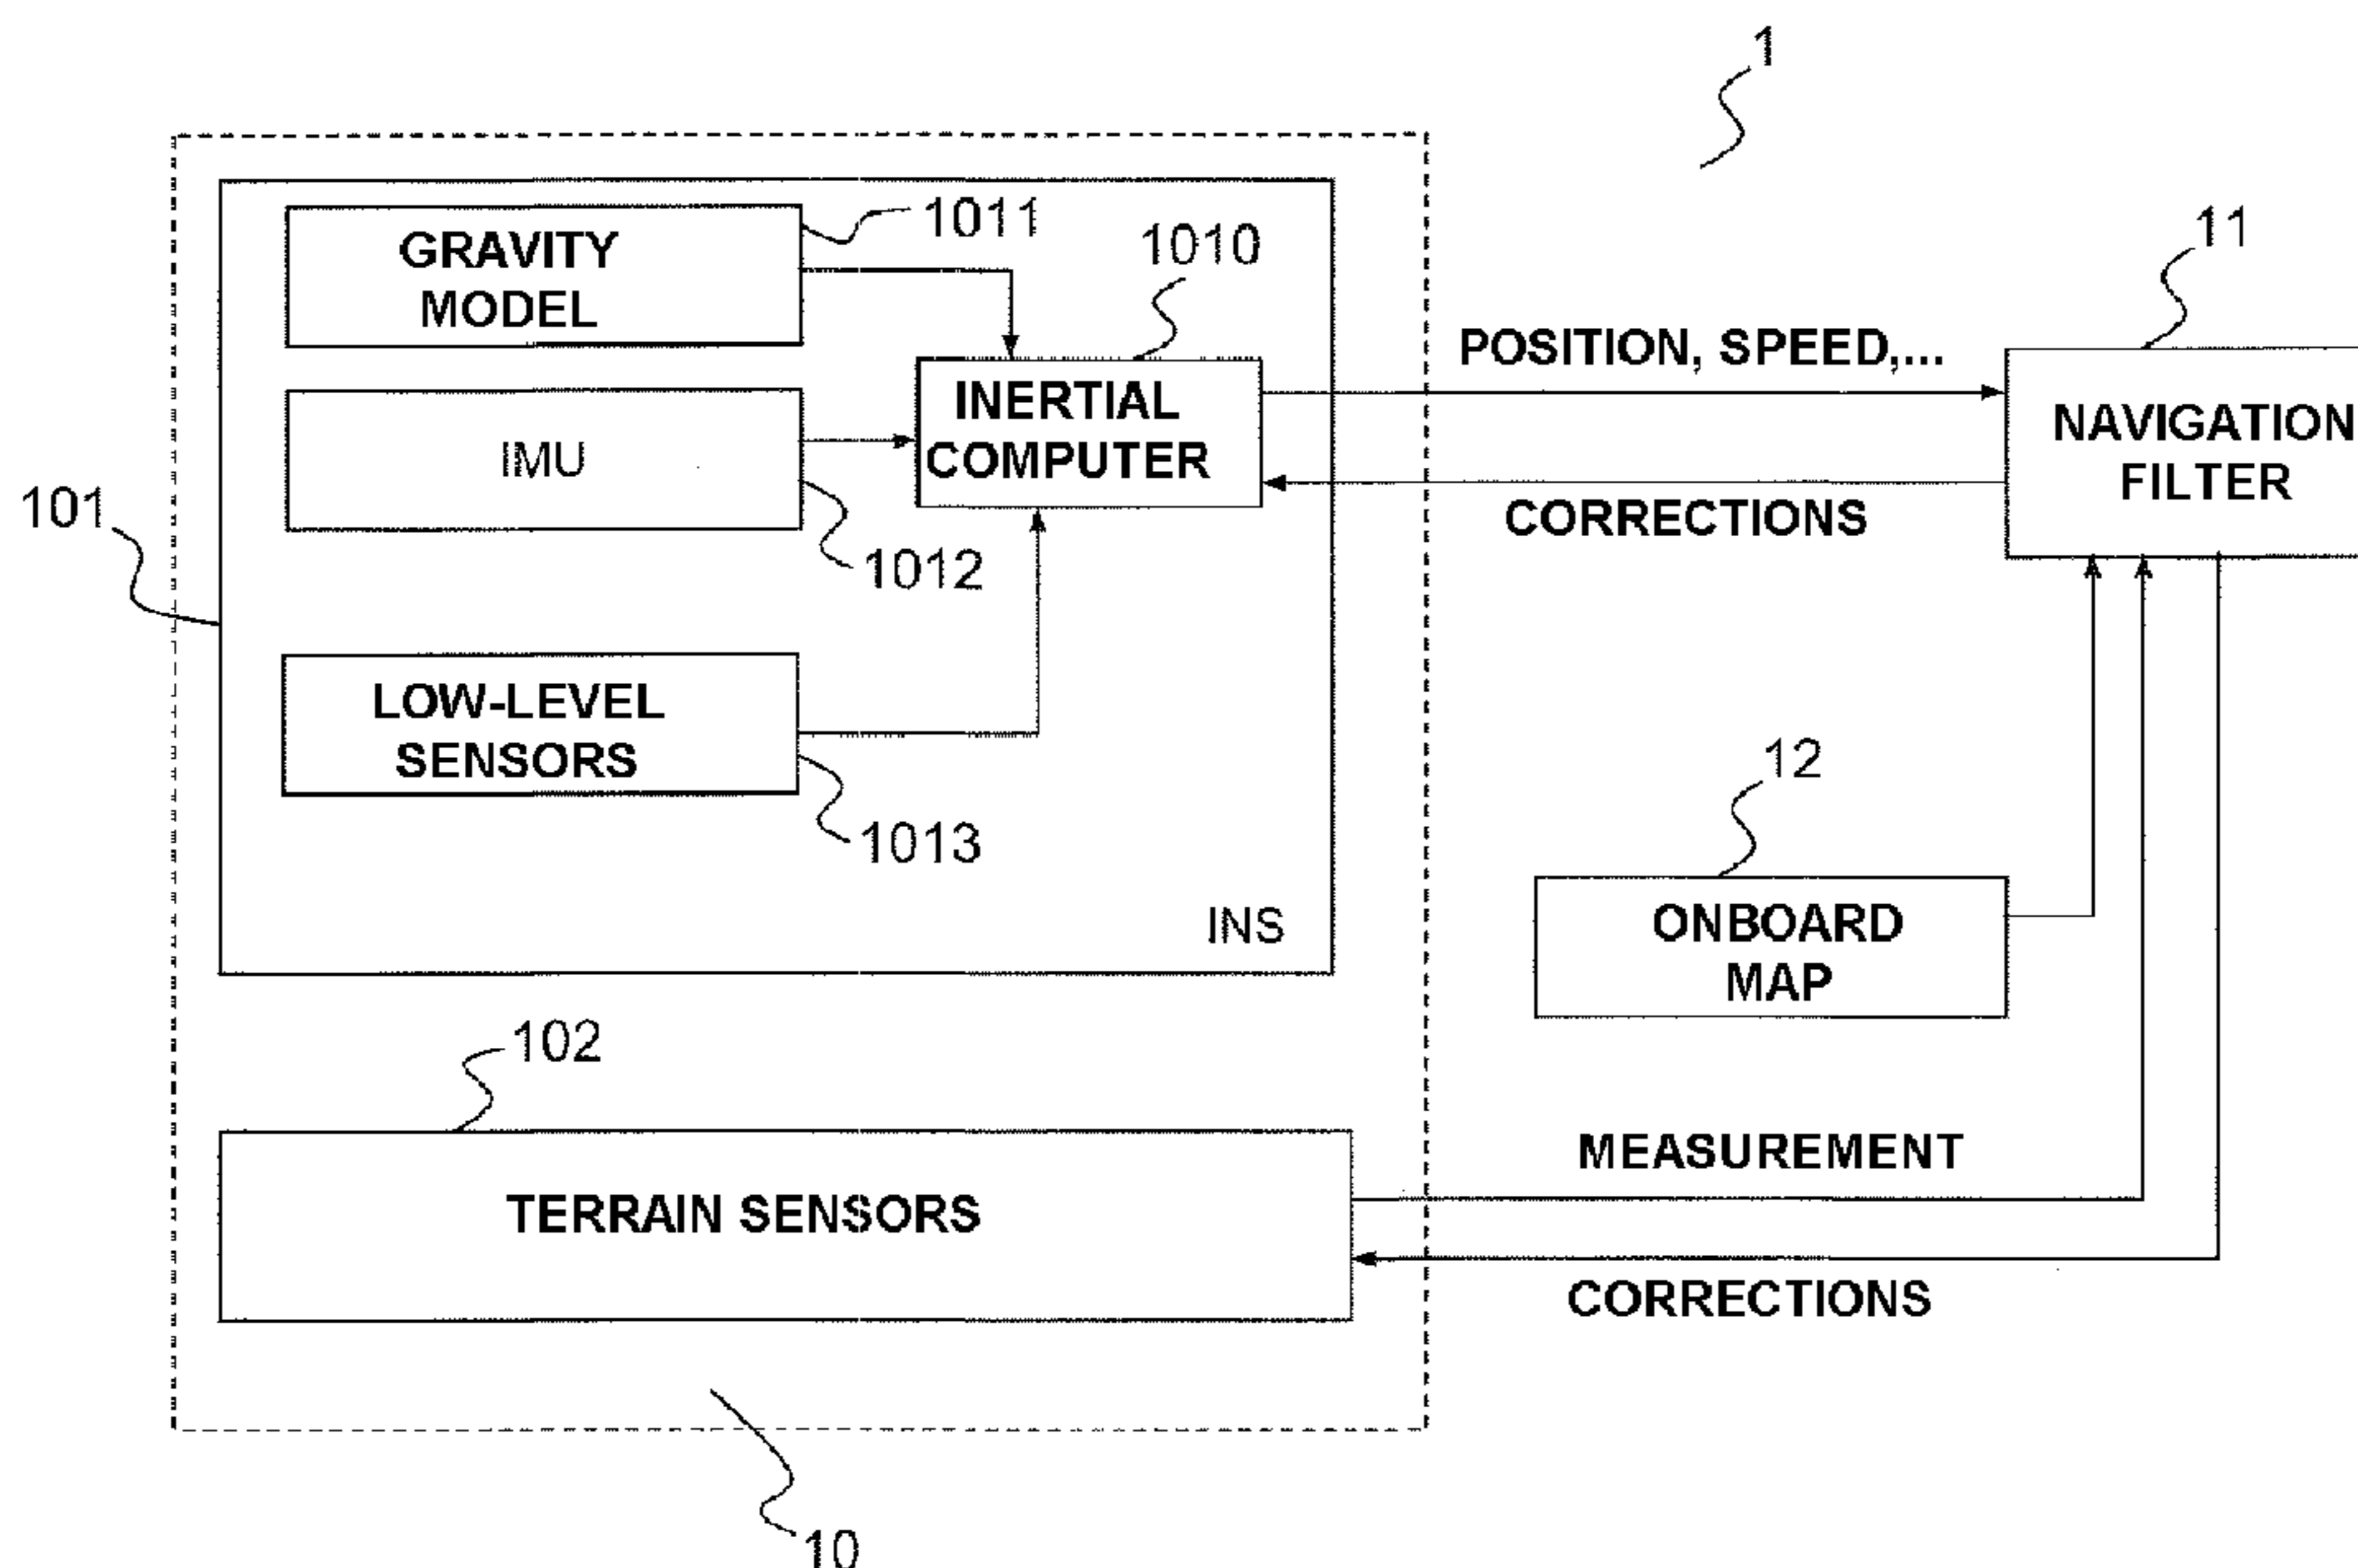 1
1011
GRAVITY
MODEL
1010
11
POSITION, SPEED,...
INERTIAL
COMPUTER
NAVIGATION
FILTER
IMU
101
CORRECTIONS
1012
LOW-LEVEL
SENSORS
12
1013
INS
ONBOARD
MAP
102
MEASUREMENT
TERRAIN SENSORS
CORRECTIONS
10